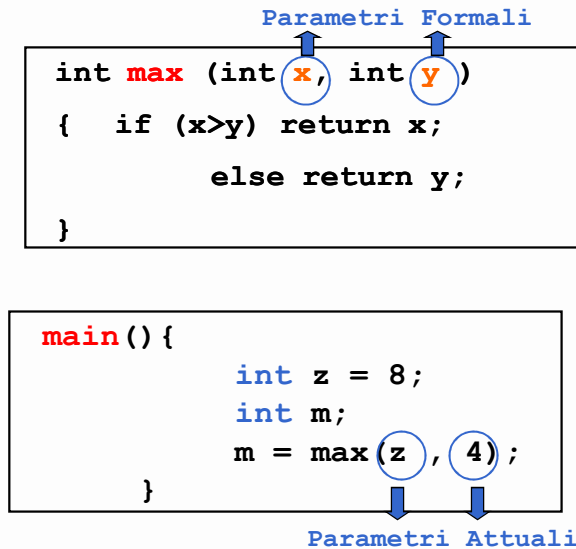 Parametri Formali
int max (int x, int y )
{ if (x>y) return x;
else return y;
}
main(){
int z = 8;
int m;
m = max(z , 4);
}
Parametri Attuali